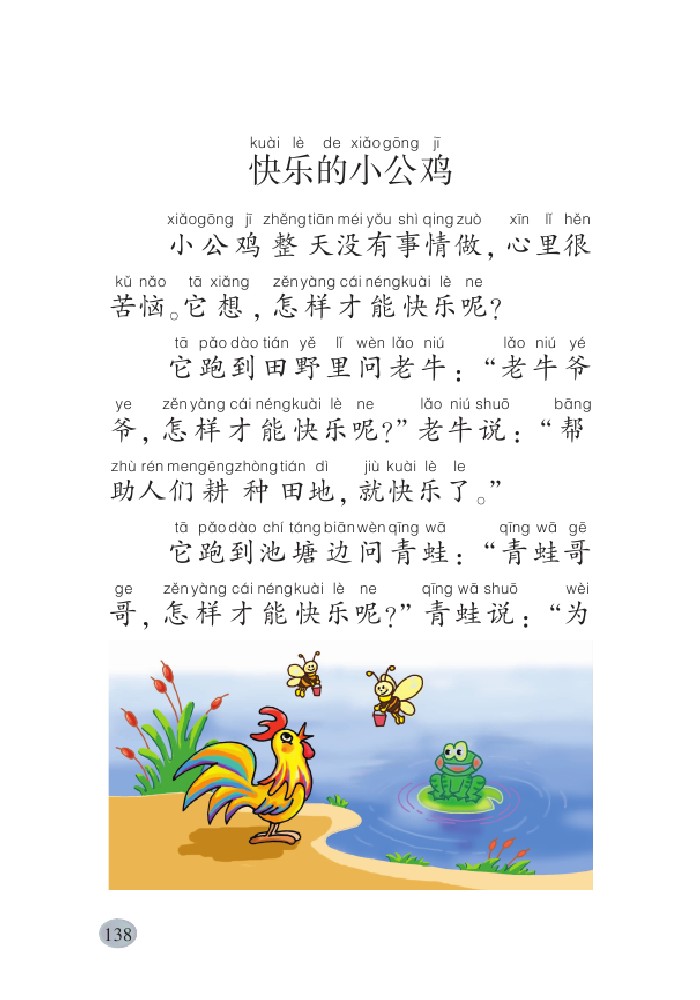 kuài lè de xiǎo gōng jī
快乐的小公鸡
xiǎo gōng jī zhěng tiān méi yǒu shì qing zuò xīn lǐ hěn
小公鸡整天没有事情做，心里很
kǔ nǎo tā xiǎng zěn yàng cái néng kuài lè ne
苦恼。它想，怎样才能快乐呢？
tā pǎo dào tián yě lǐ wèn lǎo niú lǎo niú yé
它跑到田野里问老牛：“老牛爷
ye zěn yàng cái néng kuài lè ne lǎo niú shuō bāng
爷，怎样才能快乐呢？”老牛说：“帮
zhù rén men gēng zhòng tián dì jiù kuài lè le
助人们耕种田地，就快乐了。”
tā pǎo dào chí táng biān wèn qīng wā qīng wā gē
它跑到池塘边问青蛙：“青蛙哥
ge zěn yàng cái néng kuài lè ne qīng wā shuō wèi
哥，怎样才能快乐呢？”青蛙说：“为
138